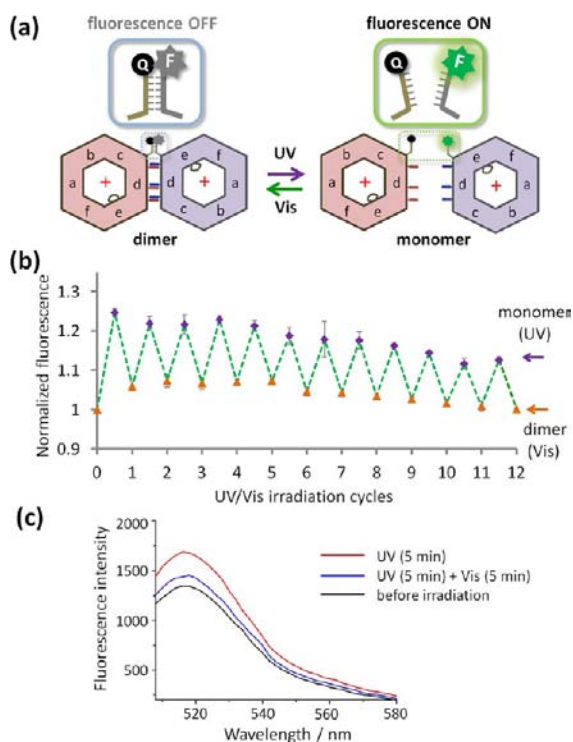 (a)
fluorescence OFF
fluorescence ON
Q F
Q F
b c e f
a d d a
f e c b
UV
Vis
b c e f
a d d a
f e c b
dimer
monomer
(b)
Normalized fluorescence
1.3
1.2
1.1
1
0.9
monomer
(UV)
dimer
(Vis)
0 1 2 3 4 5 6 7 8 9 10 11 12
UV/Vis irradiation cycles
(c)
Fluorescence intensity
2000
1500
1000
500
UV (5 min)
UV (5 min) + Vis (5 min)
before irradiation
520 540 560 580
Wavelength / nm